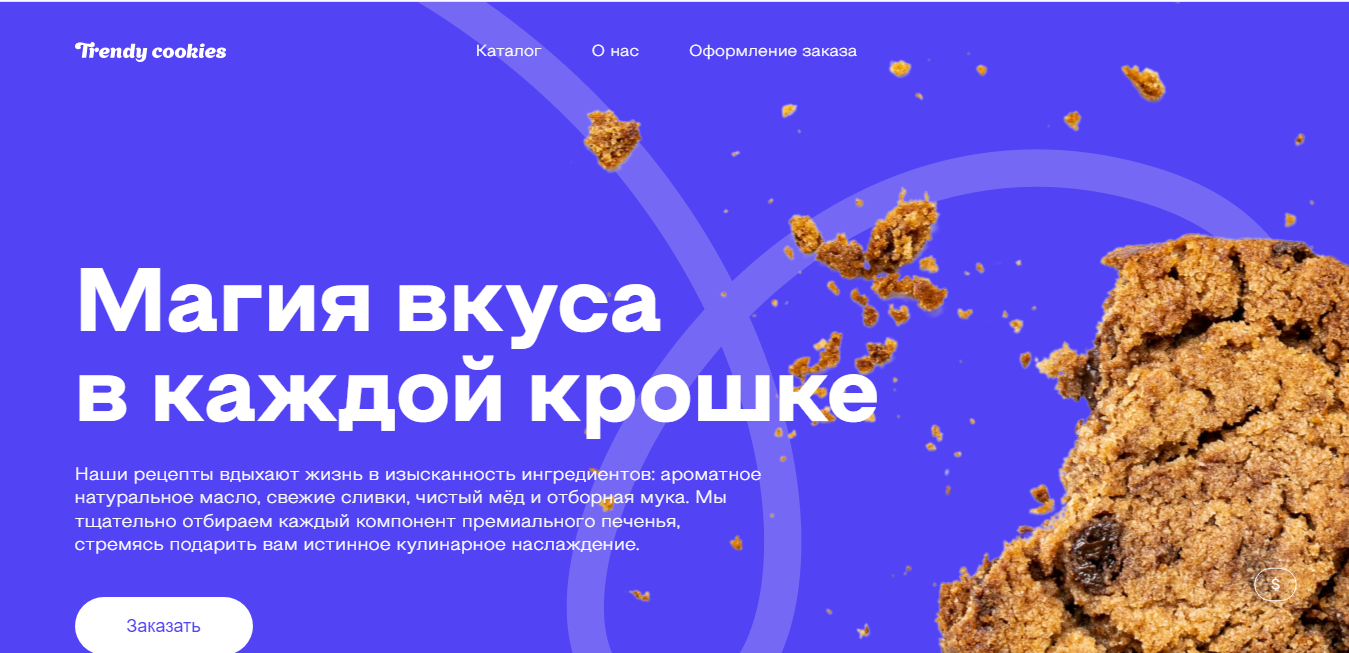 Trendy cookies
Каталог
О нас
Оформление заказа
Магия вкуса
в каждой крошке
Наши рецепты вдыхают жизнь в изысканность ингредиентов: ароматное
натуральное масло, свежие сливки, чистый мёд и отборная мука. Мы
тщательно отбираем каждый компонент премиального печенья,
стремясь подарить вам истинное кулинарное наслаждение.
Заказать
$